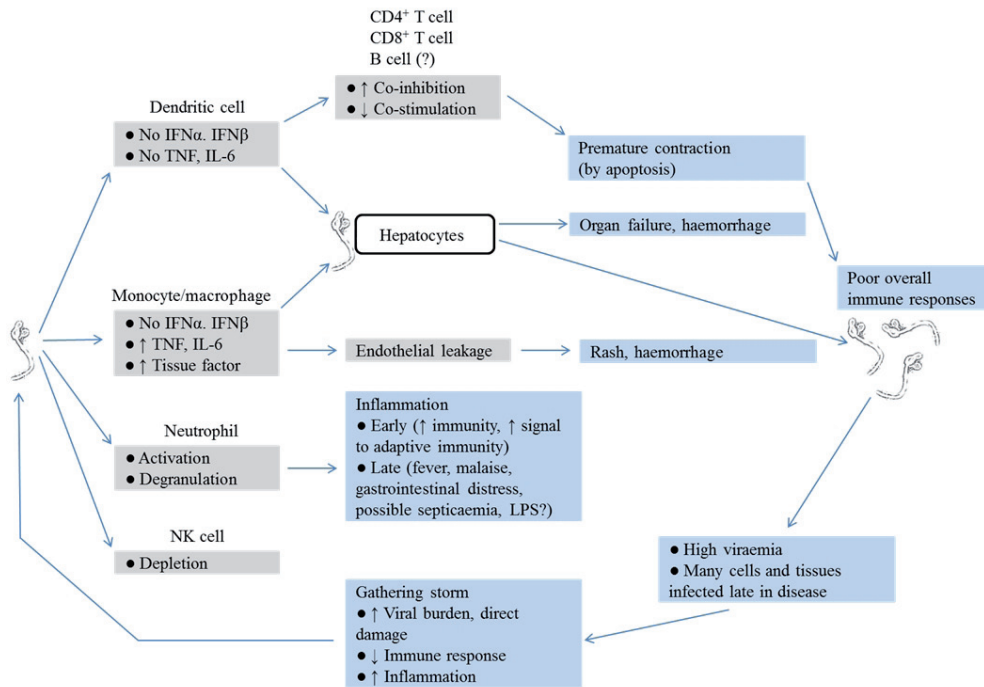 CD4⁺ T cell
CD8⁺ T cell
B cell (?)
● ↑ Co-inhibition
● ↓ Co-stimulation
Dendritic cell
● No IFNα. IFNβ
● No TNF, IL-6
Premature contraction
(by apoptosis)
Hepatocytes
Organ failure, haemorrhage
Poor overall
immune responses
Monocyte/macrophage
● No IFNα. IFNβ
● ↑ TNF, IL-6
● ↑ Tissue factor
Endothelial leakage
Rash, haemorrhage
Neutrophil
● Activation
● Degranulation
Inflammation
● Early (↑ immunity, ↑ signal
to adaptive immunity)
● Late (fever, malaise,
gastrointestinal distress,
possible septicaemia, LPS?)
NK cell
● Depletion
● High viraemia
● Many cells and tissues
infected late in disease
Gathering storm
● ↑ Viral burden, direct
damage
● ↓ Immune response
● ↑ Inflammation